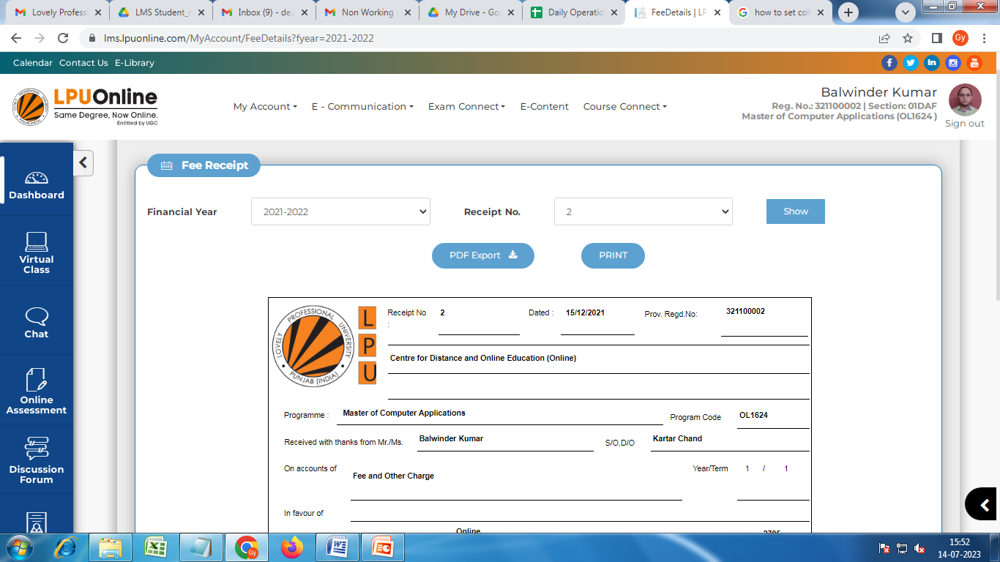 Lovely Profess
LMS Student_r
Inbox (9) - de.
Non Working
My Drive - Goo
Daily Operatio
FeeDetails | LP
how to set col
lms.lpuonline.com/MyAccount/FeeDetails?fyear=2021-2022
Gy
Calendar Contact Us E-Library
LPUOnline
Same Degree, Now Online.
Entitled by UGC
My Account
E - Communication
Exam Connect
E-Content
Course Connect
Balwinder Kumar
Reg. No.: 321100002 | Section: 01DAF
Master of Computer Applications (OL1624 )
Sign out
Dashboard
Virtual
Class
Chat
Online
Assessment
Discussion
Forum
Fee Receipt
Financial Year 2021-2022 Receipt No. 2 Show
PDF Export PRINT
LOVELY PROFESSIONAL UNIVERSITY
PUNJAB (INDIA)
L
P
U
Receipt No : 2 Dated : 15/12/2021 Prov. Regd.No: 321100002
Centre for Distance and Online Education (Online)
Programme : Master of Computer Applications Program Code OL1624
Received with thanks from Mr./Ms. Balwinder Kumar S/O,D/O Kartar Chand
On accounts of Fee and Other Charge Year/Term 1 / 1
In favour of
Online
Gy
15:52
14-07-2023